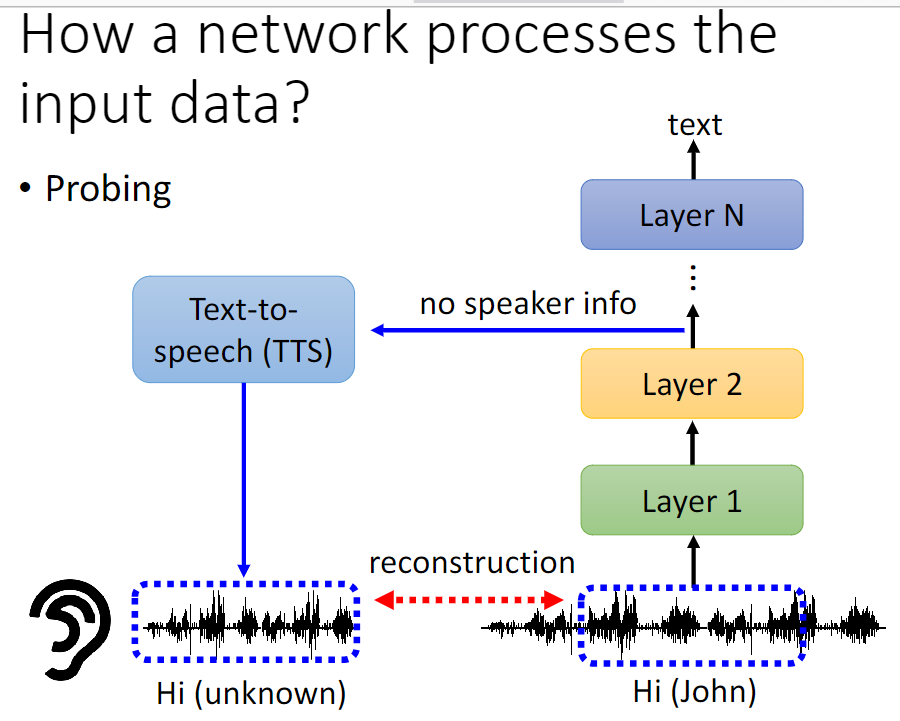 How a network processes the
input data?
• Probing
text
Layer N
⋮
no speaker info
Text-to-
speech (TTS)
Layer 2
Layer 1
reconstruction
Hi (unknown)
Hi (John)